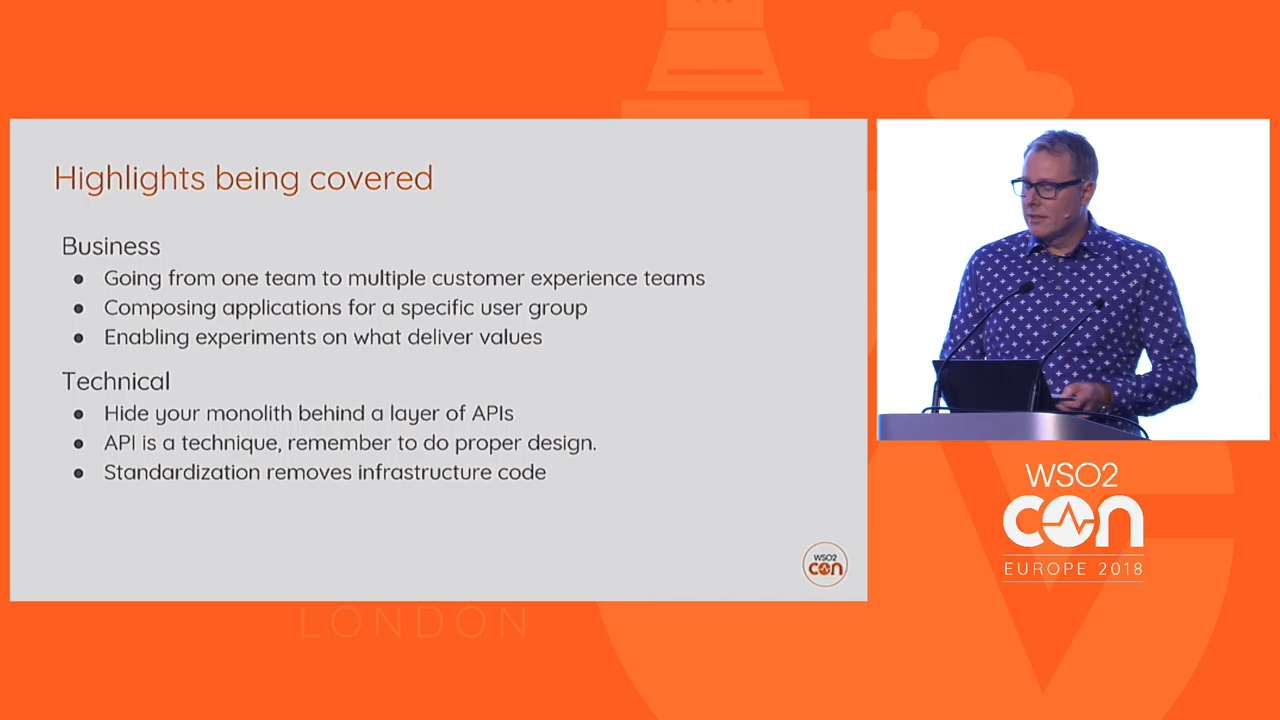 Highlights being covered
Business
● Going from one team to multiple customer experience teams
● Composing applications for a specific user group
● Enabling experiments on what deliver values
Technical
● Hide your monolith behind a layer of APIs
● API is a technique, remember to do proper design.
● Standardization removes infrastructure code
WSO2
con
WSO2
con
EUROPE 2018
LONDON